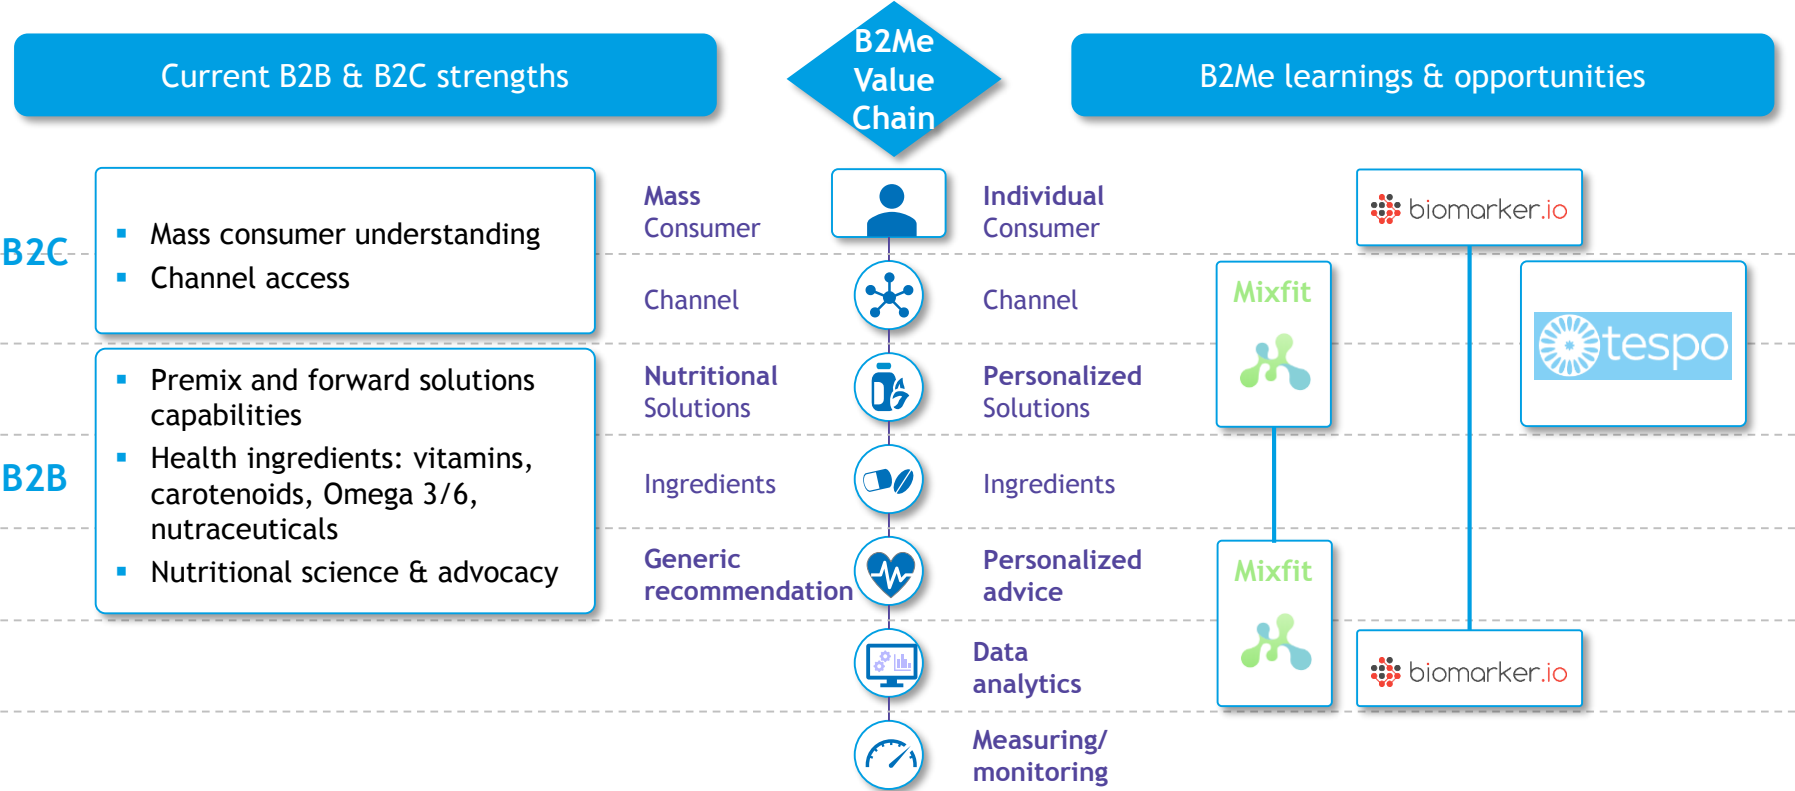 Current B2B & B2C strengths
B2Me
Value
Chain
B2Me learnings & opportunities
B2C
Mass consumer understanding
Channel access
Mass
Consumer
Individual
Consumer
biomarker.io
Channel
Channel
Mixfit
tespo
B2B
Premix and forward solutions
capabilities
Health ingredients: vitamins,
carotenoids, Omega 3/6,
nutraceuticals
Nutritional science & advocacy
Nutritional
Solutions
Personalized
Solutions
Ingredients
Ingredients
Generic
recommendation
Personalized
advice
Mixfit
Data
analytics
biomarker.io
Measuring/
monitoring